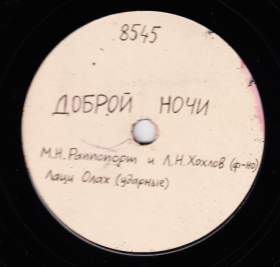 8545
ДОБРОЙ НОЧИ
М.Н. Раппопорт и Л.Н. Хохлов (ф-но)
Лаци Олах (ударные)